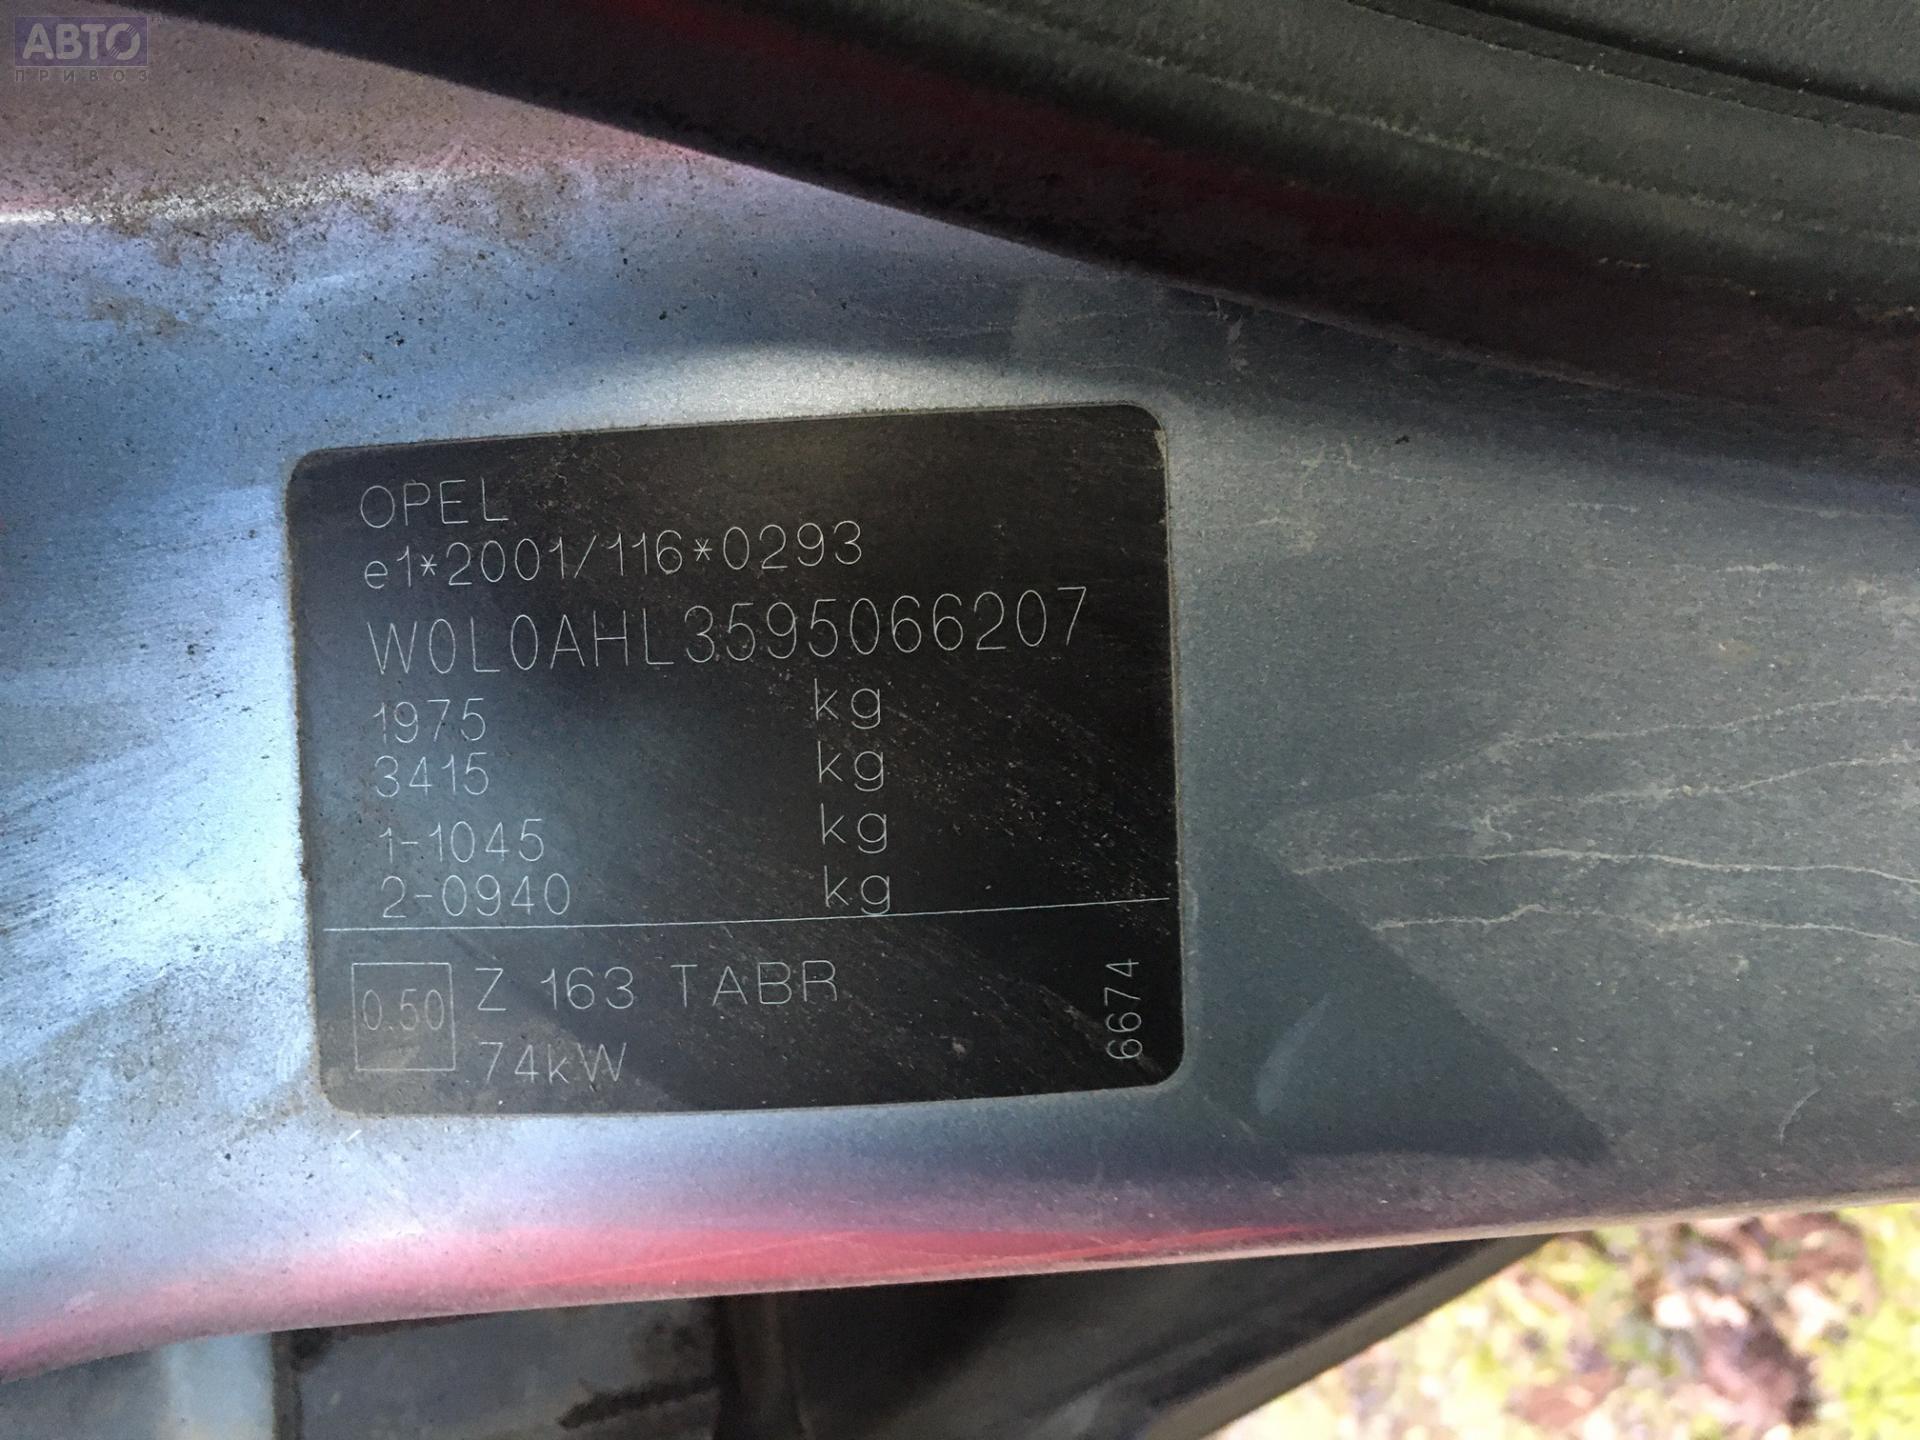 АВТО
ПРИВОЗ
OPEL
e1*2001/116*0293
W0L0AHL3595066207
1975 kg
3415 kg
1-1045 kg
2-0940 kg
0.50 Z 163 TABR
74kW
6674